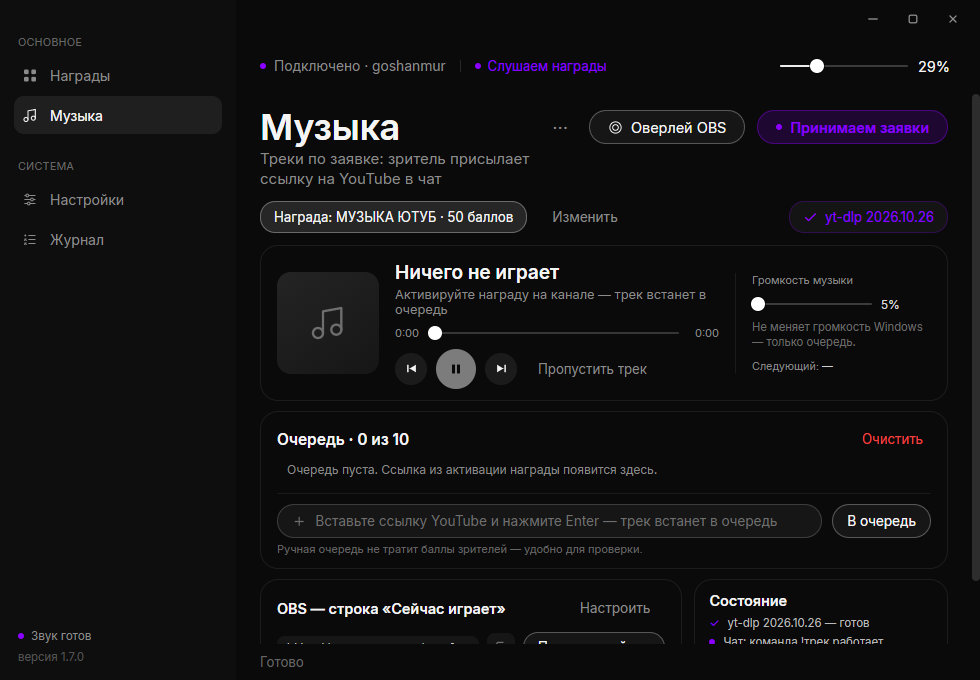 ОСНОВНОЕ
Награды
Музыка
СИСТЕМА
Настройки
Журнал
Звук готов
версия 1.7.0
Подключено · goshanmur
Слушаем награды
29%
Музыка
Треки по заявке: зритель присылает
ссылку на YouTube в чат
Оверлей OBS
Принимаем заявки
Награда: МУЗЫКА ЮТУБ · 50 баллов
Изменить
yt-dlp 2026.10.26
Ничего не играет
Активируйте награду на канале — трек встанет в
очередь
0:00
0:00
Пропустить трек
Громкость музыки
5%
Не меняет громкость Windows
— только очередь.
Следующий: —
Очередь · 0 из 10
Очистить
Очередь пуста. Ссылка из активации награды появится здесь.
+ Вставьте ссылку YouTube и нажмите Enter — трек встанет в очередь
В очередь
Ручная очередь не тратит баллы зрителей — удобно для проверки.
OBS — строка «Сейчас играет»
Настроить
Состояние
yt-dlp 2026.10.26 — готов
Чат: команда !трек работает
Готово